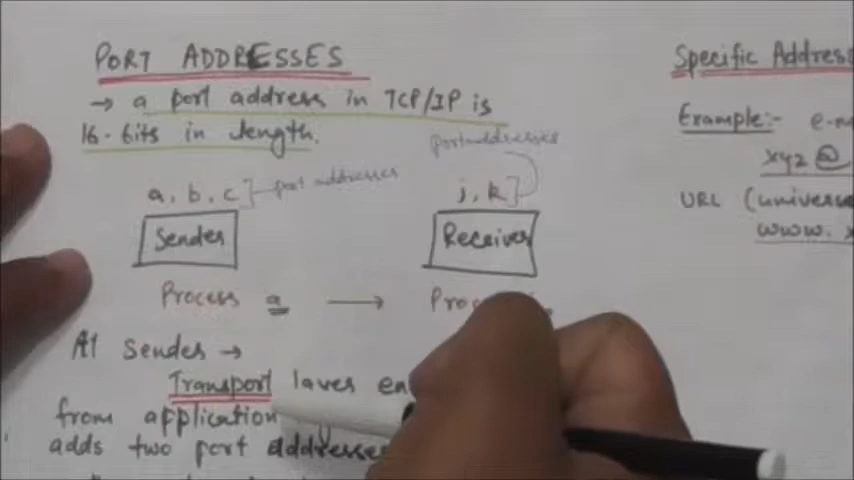 PORT ADDRESSES
→ a port address in TCP/IP is
16-bits in length.
port addresses
a, b, c ] port addresses
j, k ]
Sender
Receiver
Process a →
At Sender →
Transport layer
from application
adds two port addresses
Specific Address
Example:-
xyz @
URL (univers
www.